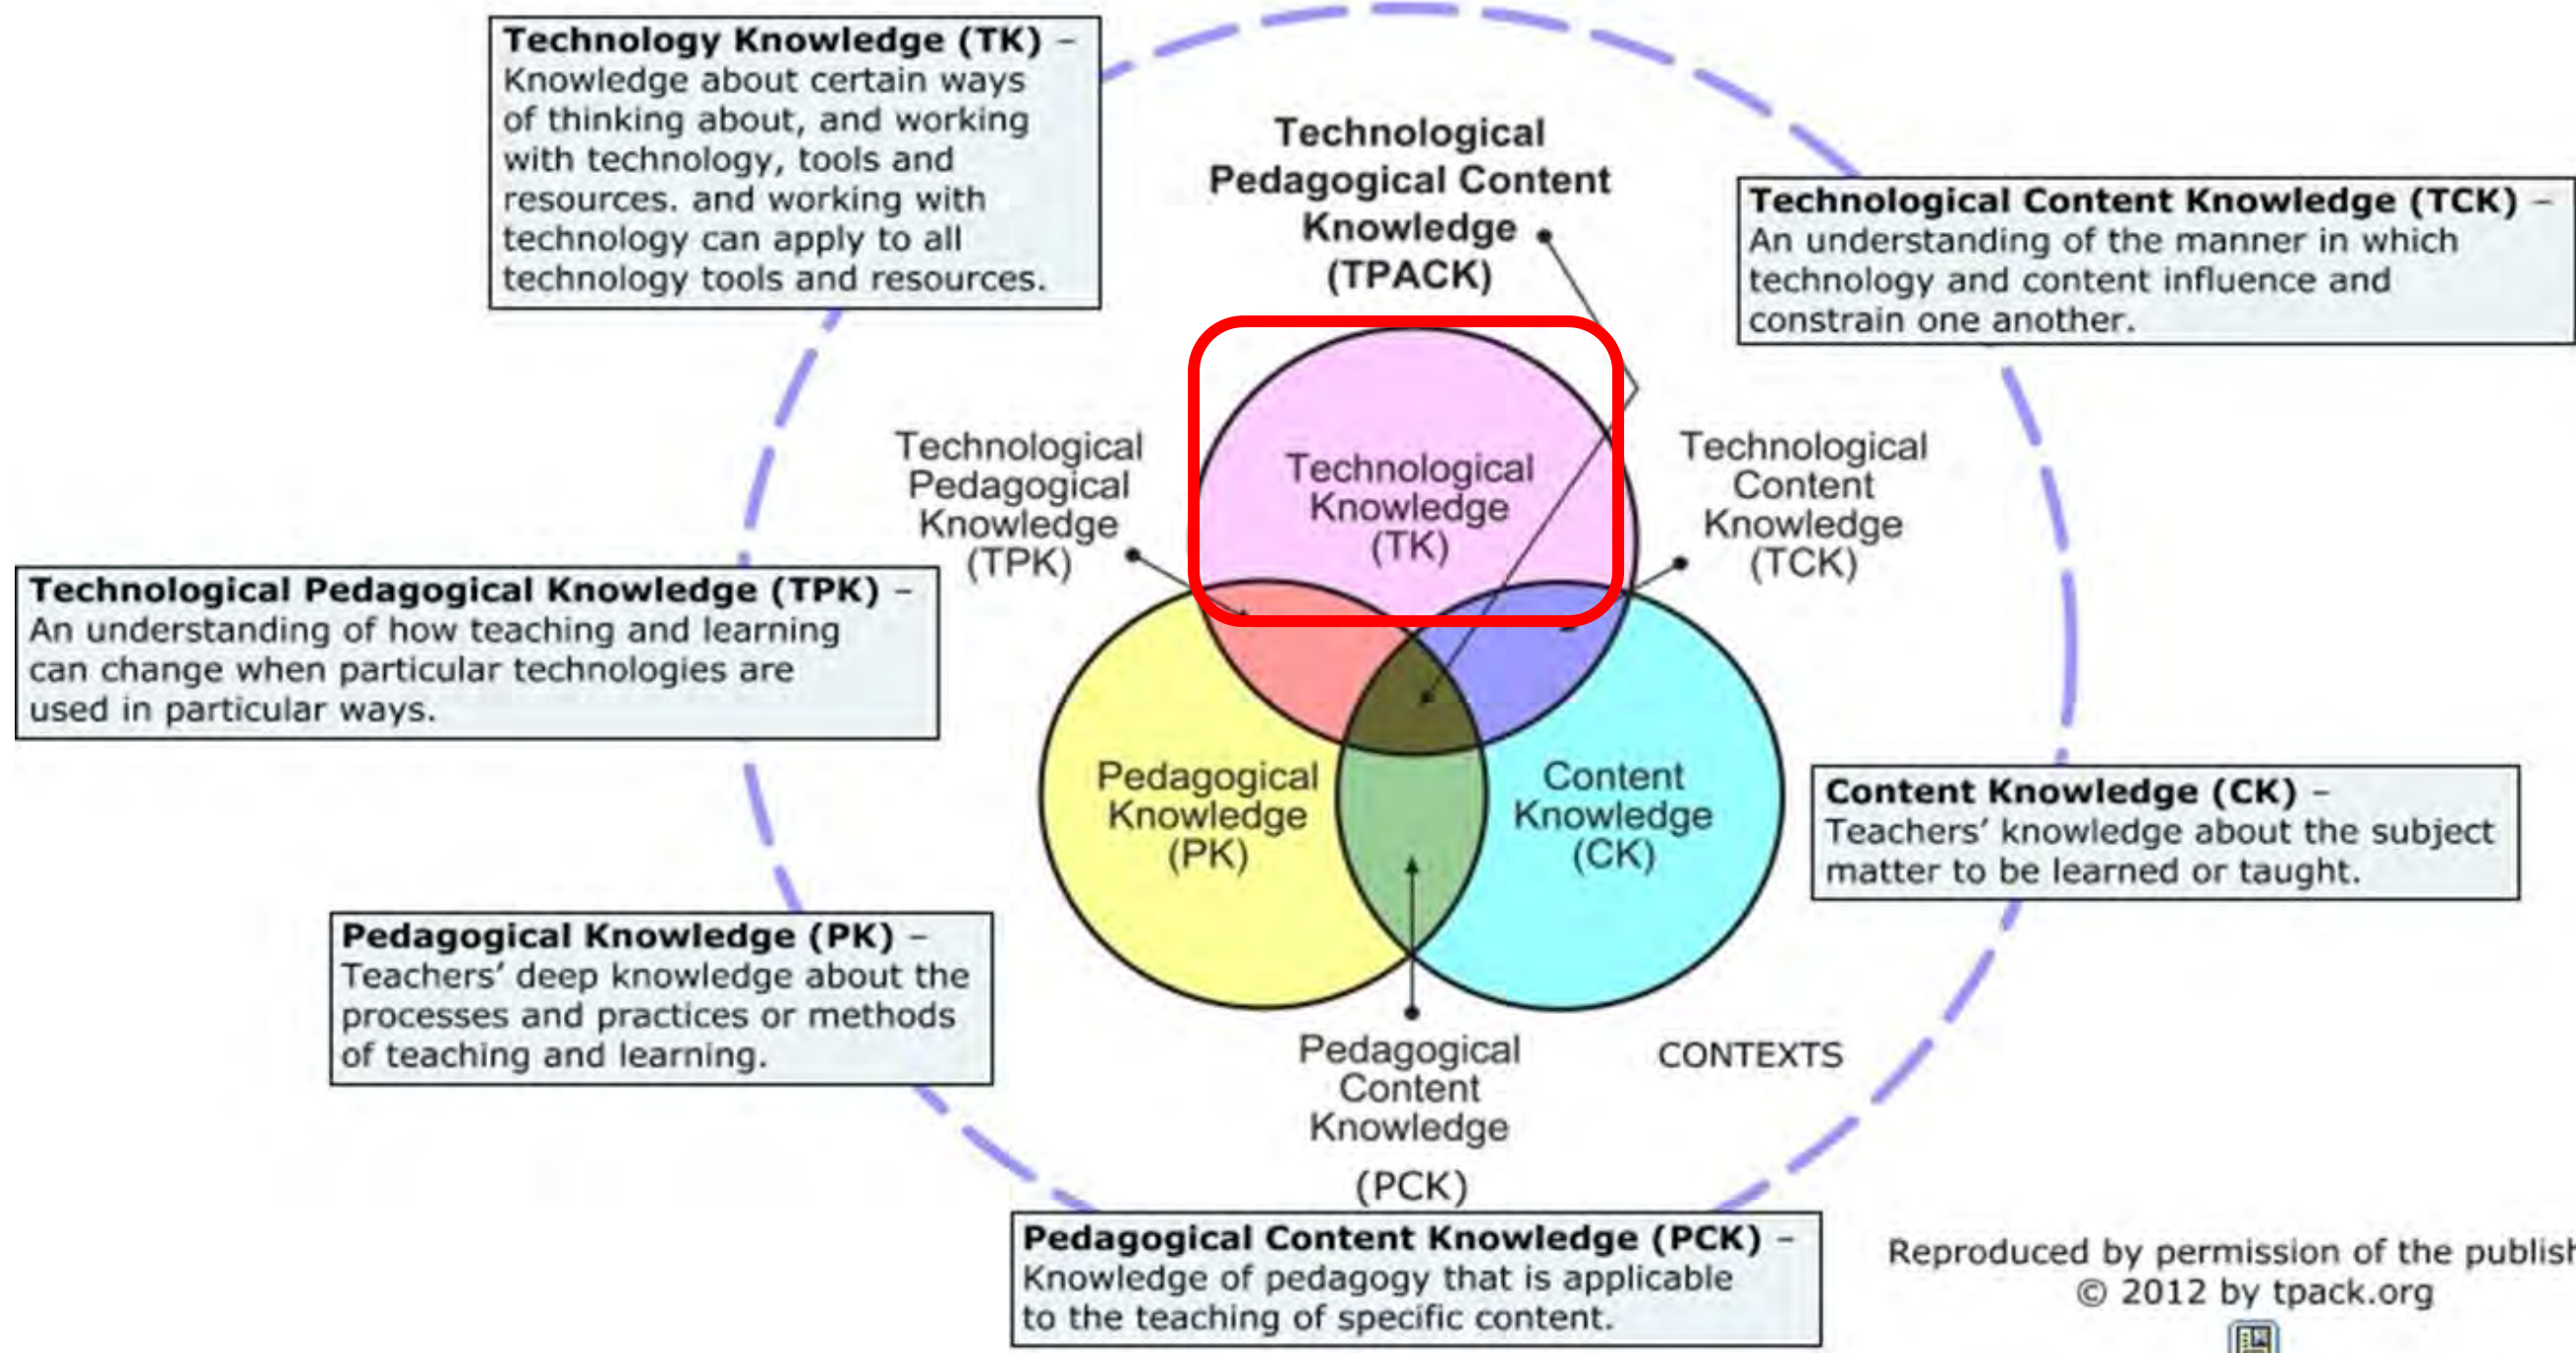 Technology Knowledge (TK) –
Knowledge about certain ways
of thinking about, and working
with technology, tools and
resources. and working with
technology can apply to all
technology tools and resources.
Technological
Pedagogical Content
Knowledge
(TPACK)
Technological Content Knowledge (TCK) –
An understanding of the manner in which
technology and content influence and
constrain one another.
Technological
Pedagogical
Knowledge
(TPK)
Technological
Knowledge
(TK)
Technological
Content
Knowledge
(TCK)
Technological Pedagogical Knowledge (TPK) –
An understanding of how teaching and learning
can change when particular technologies are
used in particular ways.
Pedagogical
Knowledge
(PK)
Content
Knowledge
(CK)
Content Knowledge (CK) –
Teachers’ knowledge about the subject
matter to be learned or taught.
Pedagogical Knowledge (PK) –
Teachers’ deep knowledge about the
processes and practices or methods
of teaching and learning.
Pedagogical
Content
Knowledge
(PCK)
CONTEXTS
Pedagogical Content Knowledge (PCK) –
Knowledge of pedagogy that is applicable
to the teaching of specific content.
Reproduced by permission of the publish
© 2012 by tpack.org